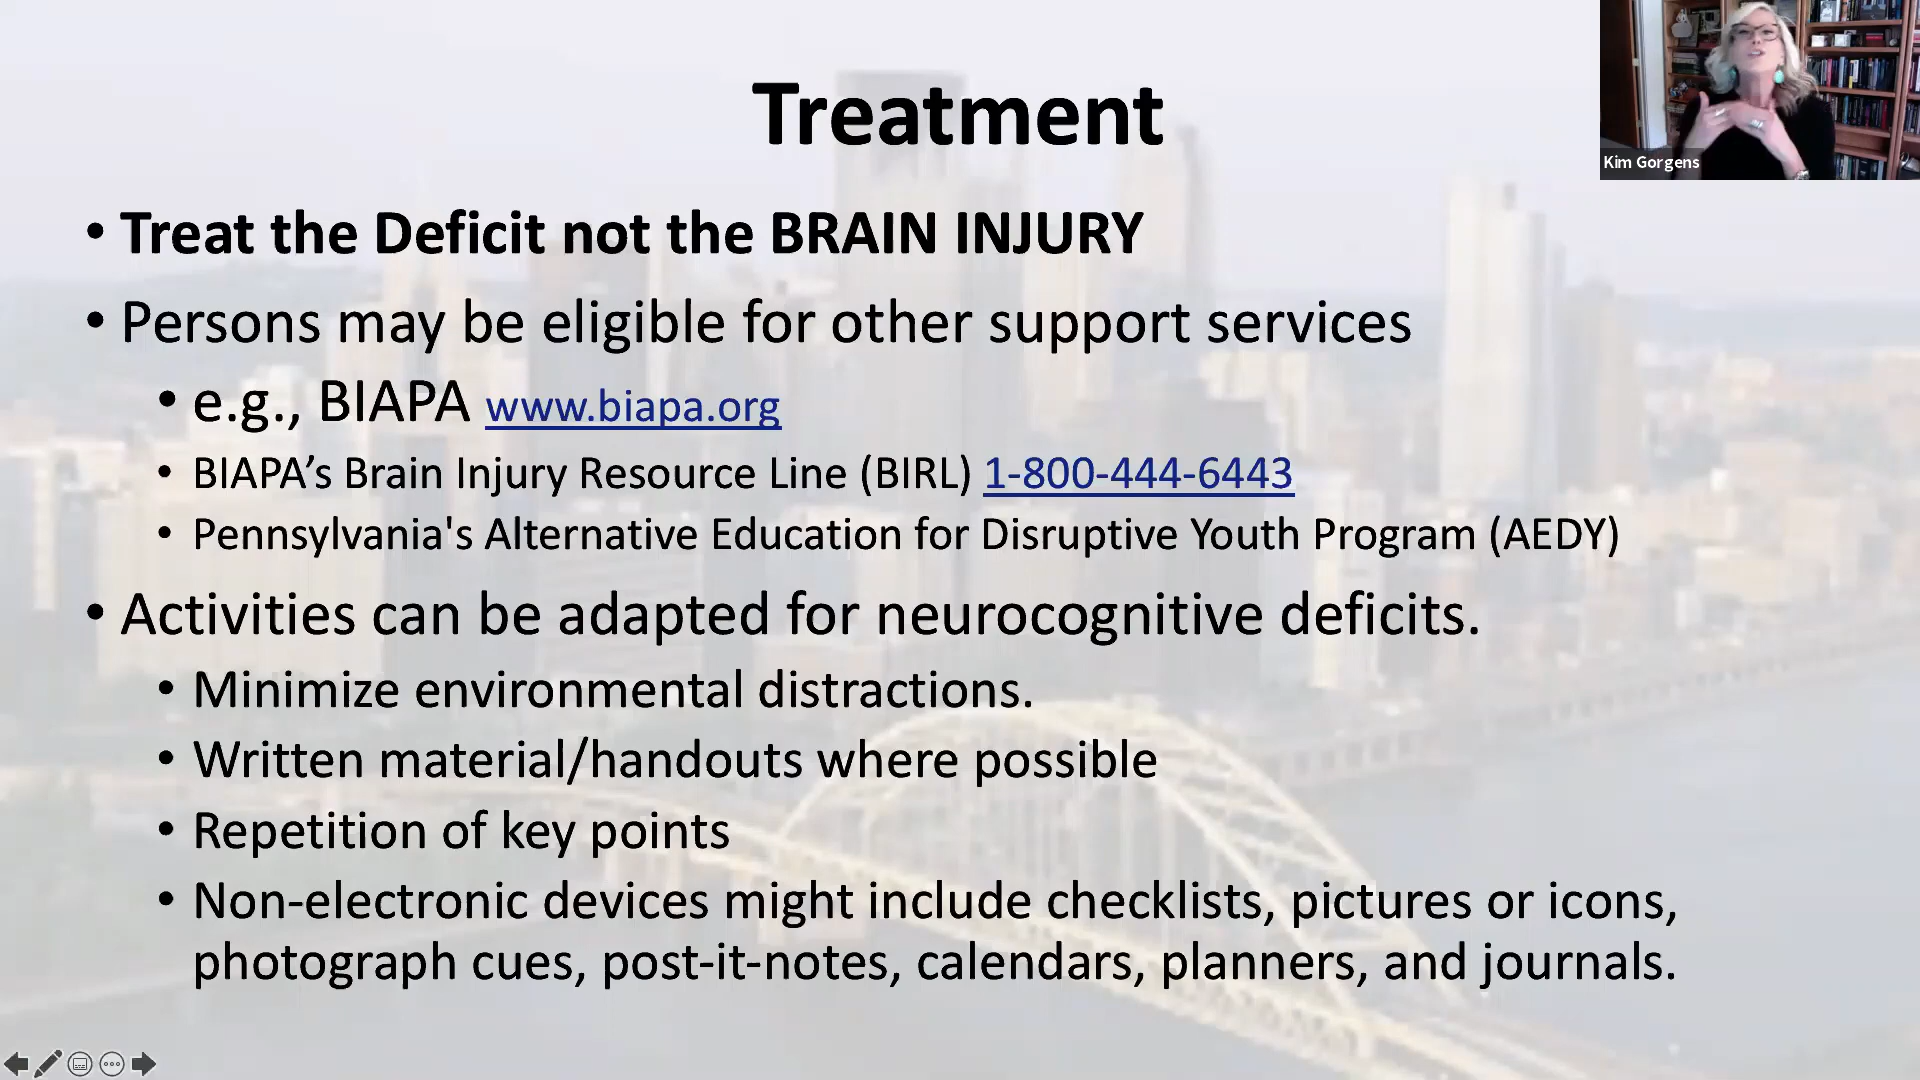 Treatment
Kim Gorgens
• Treat the Deficit not the BRAIN INJURY
• Persons may be eligible for other support services
• e.g., BIAPA www.biapa.org
• BIAPA’s Brain Injury Resource Line (BIRL) 1-800-444-6443
• Pennsylvania's Alternative Education for Disruptive Youth Program (AEDY)
• Activities can be adapted for neurocognitive deficits.
• Minimize environmental distractions.
• Written material/handouts where possible
• Repetition of key points
• Non-electronic devices might include checklists, pictures or icons,
photograph cues, post-it-notes, calendars, planners, and journals.